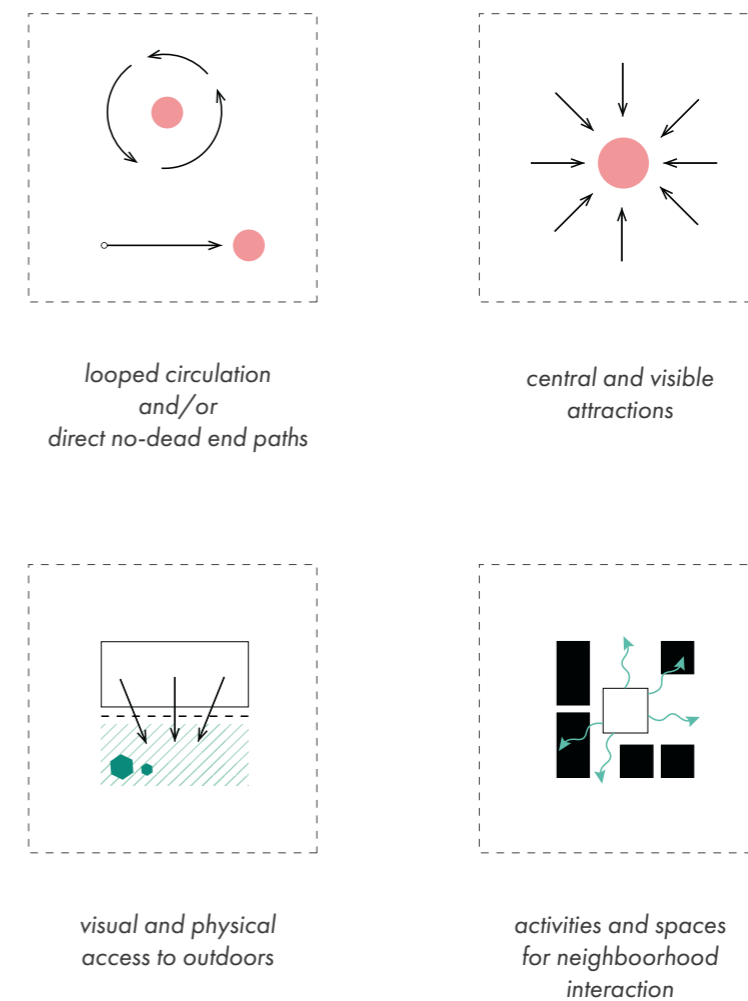 looped circulation
and/or
direct no-dead end paths
central and visible
attractions
visual and physical
access to outdoors
activities and spaces
for neighboorhood
interaction